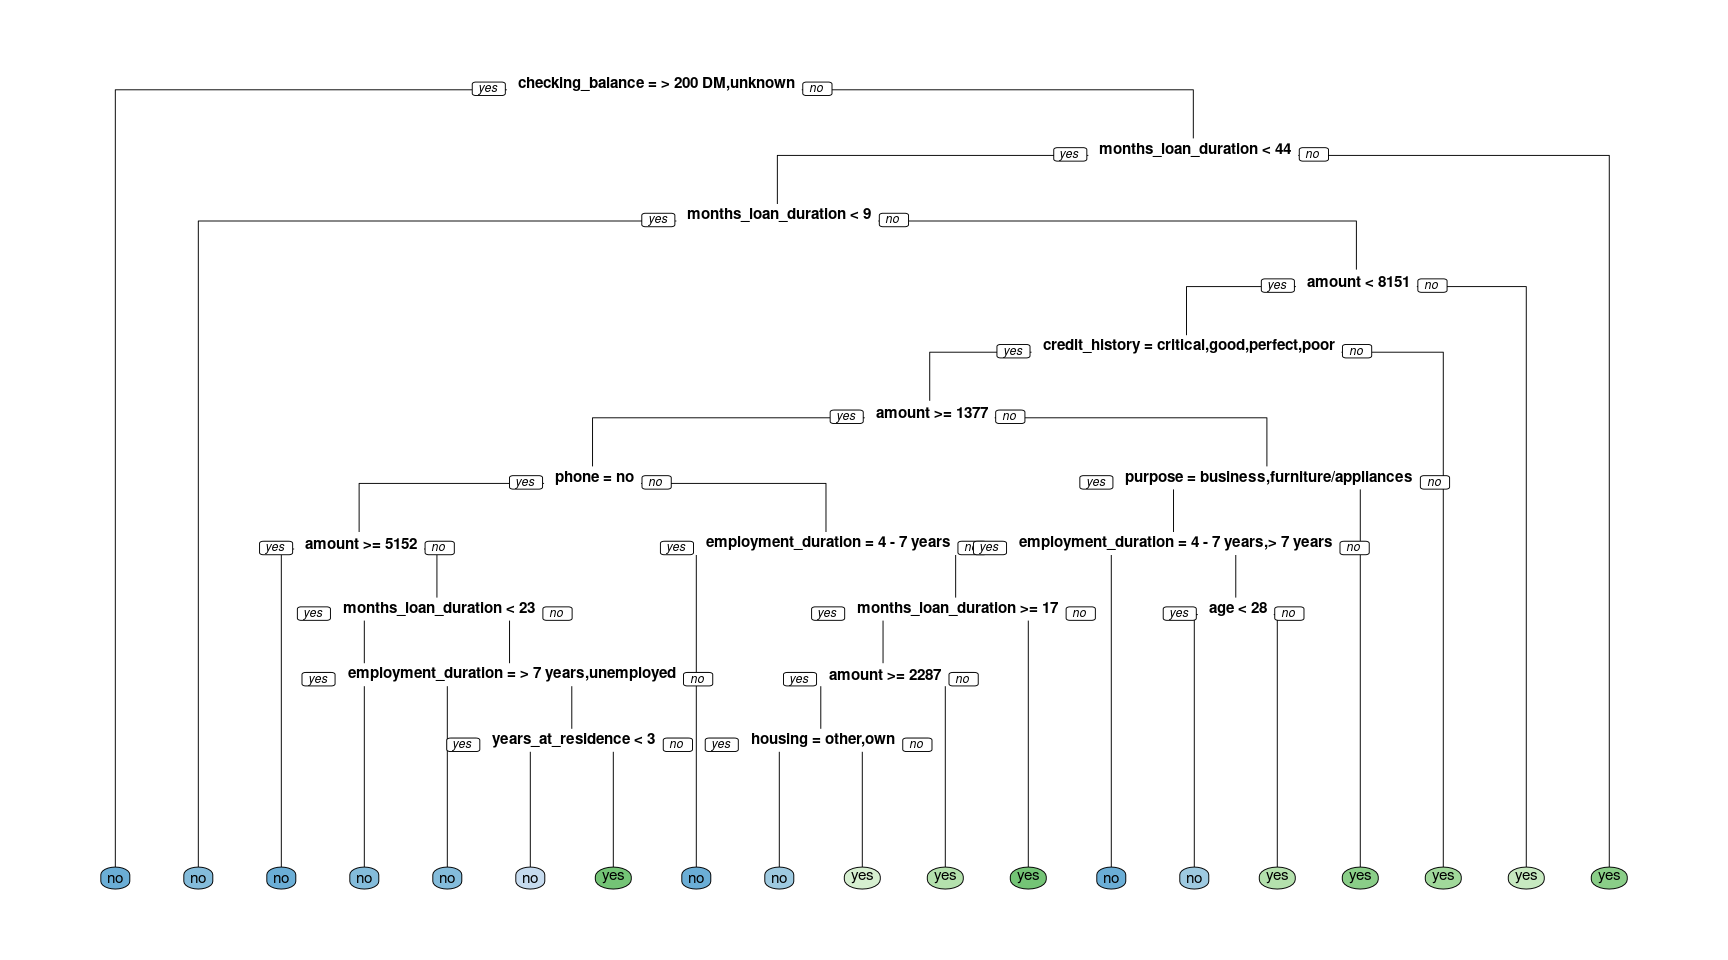 yes checking_balance = > 200 DM,unknown no
yes months_loan_duration < 44 no
yes months_loan_duration < 9 no
yes amount < 8151 no
yes credit_history = critical,good,perfect,poor no
yes amount >= 1377 no
yes phone = no no
yes purpose = business,furniture/appliances no
yes amount >= 5152 no
yes employment_duration = 4 - 7 years no
yes employment_duration = 4 - 7 years,> 7 years no
yes months_loan_duration < 23 no
yes months_loan_duration >= 17 no
yes age < 28 no
yes employment_duration = > 7 years,unemployed no
yes amount >= 2287 no
yes years_at_residence < 3 no
yes housing = other,own no
no no no no no no yes no no yes yes yes no no yes yes yes yes yes